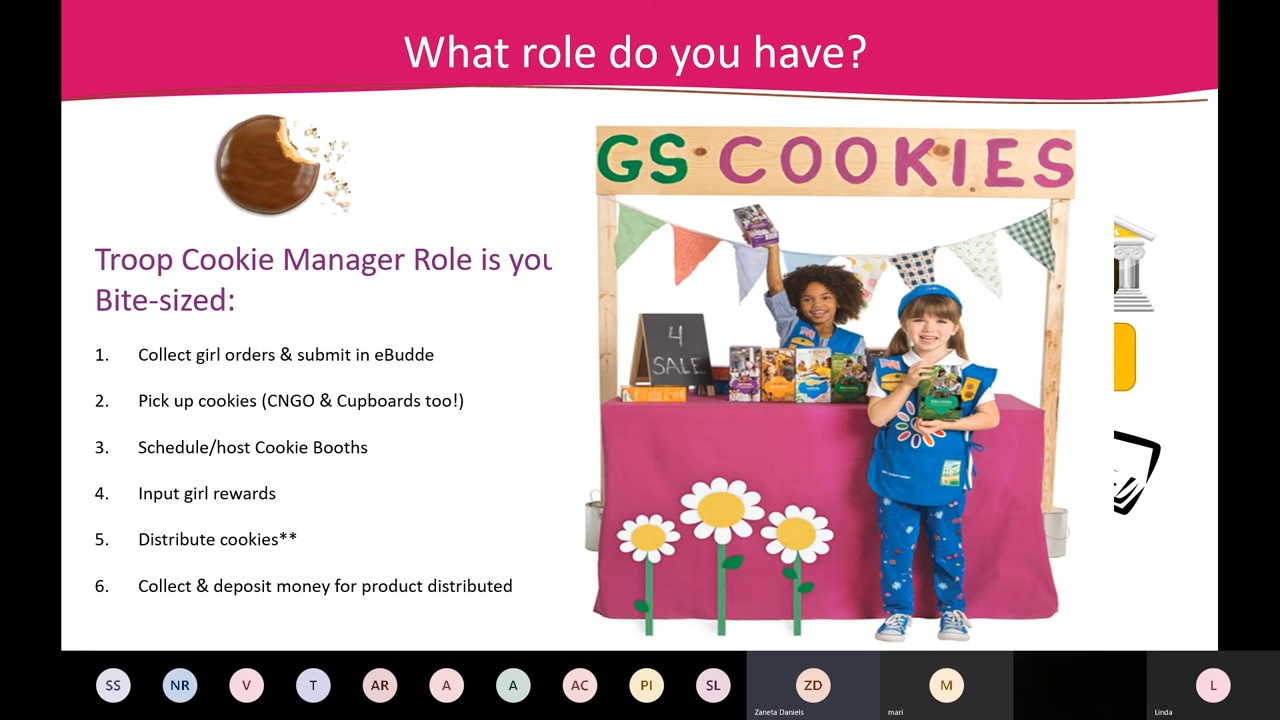 What role do you have?
GS COOKIES
Troop Cookie Manager Role is you
Bite-sized:
4
SALE
1. Collect girl orders & submit in eBudde
2. Pick up cookies (CNGO & Cupboards too!)
3. Schedule/host Cookie Booths
4. Input girl rewards
5. Distribute cookies**
6. Collect & deposit money for product distributed
SS NR V T AR A A AC PI SL ZD M L
Zaneta Daniels mari Linda